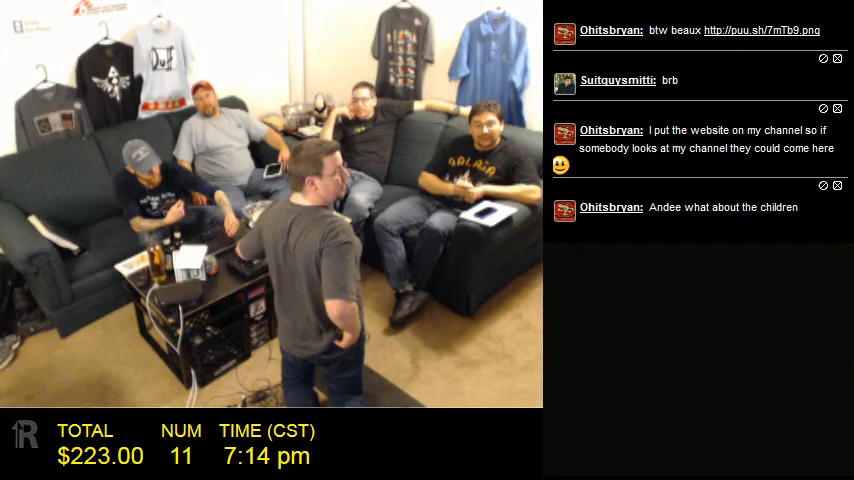 Duff
Ohitsbryan: btw beaux http://puu.sh/7mTb9.png
Suitguysmitti: brb
Ohitsbryan: I put the website on my channel so if
somebody looks at my channel they could come here
Ohitsbryan: Andee what about the children
TOTAL NUM TIME (CST)
$223.00 11 7:14 pm